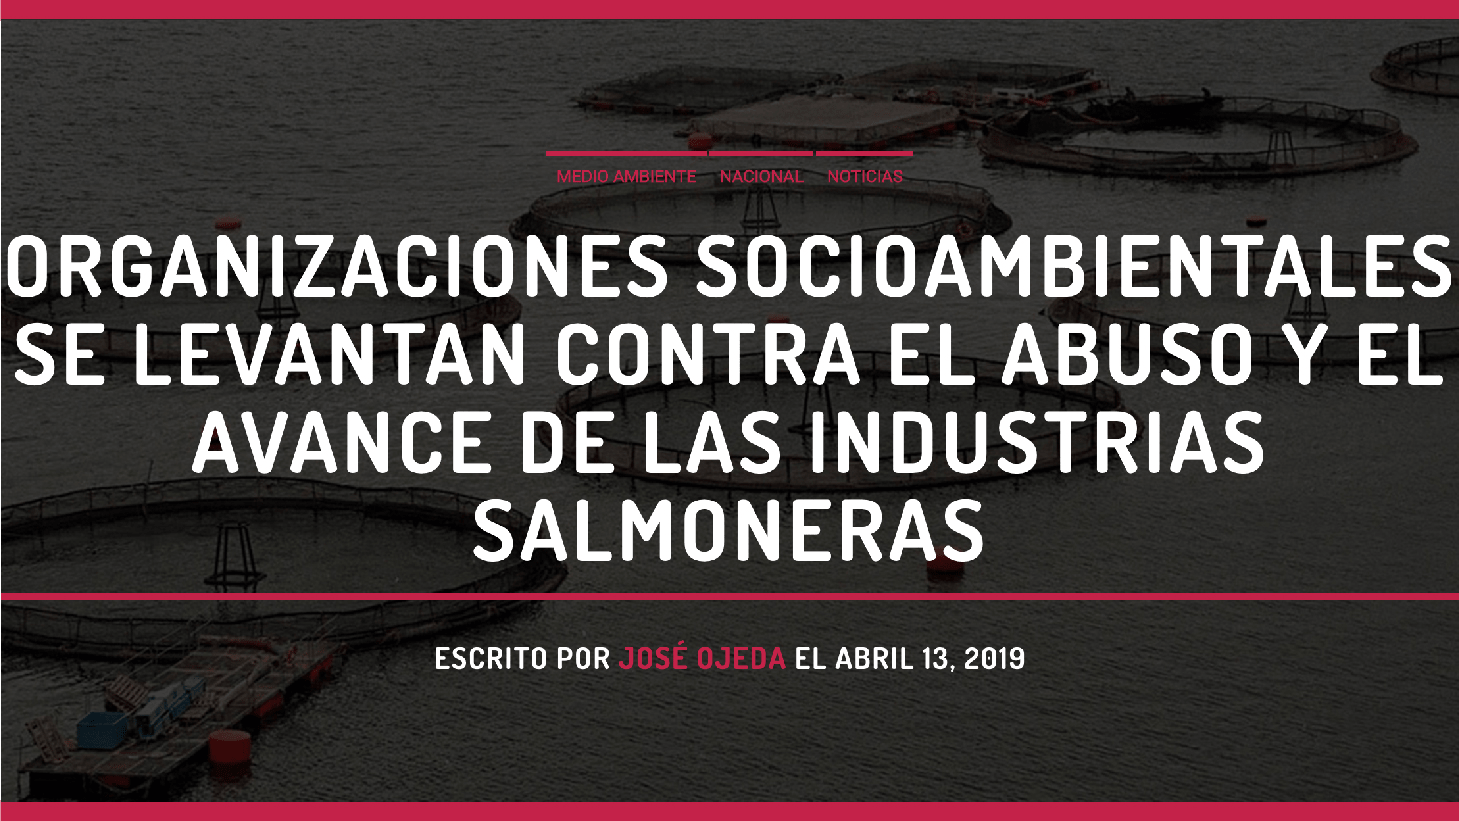 MEDIO AMBIENTE NACIONAL NOTICIAS
ORGANIZACIONES SOCIOAMBIENTALES
SE LEVANTAN CONTRA EL ABUSO Y EL
AVANCE DE LAS INDUSTRIAS
SALMONERAS
ESCRITO POR JOSÉ OJEDA EL ABRIL 13, 2019